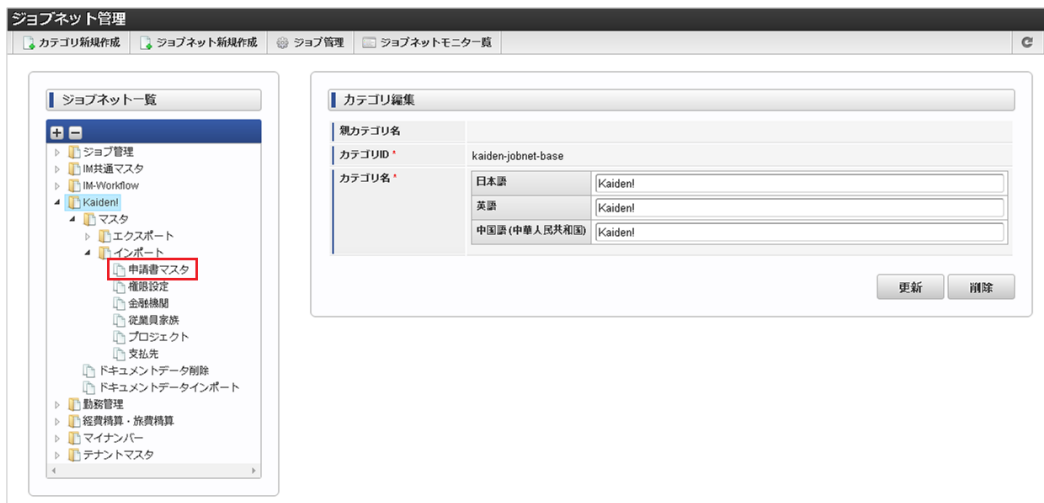 ジョブネット管理
カテゴリ新規作成 ジョブネット新規作成 ジョブ管理 ジョブネットモニター覧
ジョブネット一覧
ジョブ管理
IM共通マスタ
IM-Workflow
Kaiden!
マスタ
エクスポート
インポート
申請書マスタ
権限設定
金融機関
従業員家族
プロジェクト
支払先
ドキュメントデータ削除
ドキュメントデータインポート
勤務管理
経費精算・旅費精算
マイナンバー
テナントマスタ
カテゴリ編集
親カテゴリ名
カテゴリID * kaiden-jobnet-base
カテゴリ名 * 日本語 Kaiden!
英語 Kaiden!
中国語(中華人民共和国) Kaiden!
更新 削除